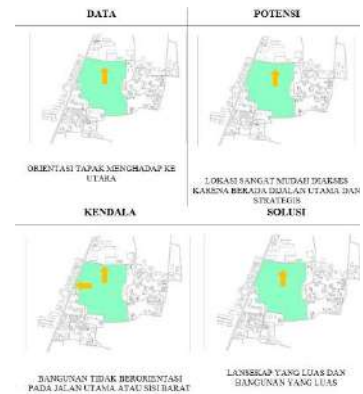 DATA
POTENSI
ORIENTASI TAPAK MENGHADAP KE
UTARA
LOKASI SANGAT MUDAH DIAKSES
KARENA BERADA DIJALAN UTAMA DAN
STRATEGIS
KENDALA
SOLUSI
BANGUNAN TIDAK BERORIENTASI
PADA JALAN UTAMA ATAU SISI BARAT
LANSEKAP YANG LUAS DAN
BANGUNAN YANG LUAS